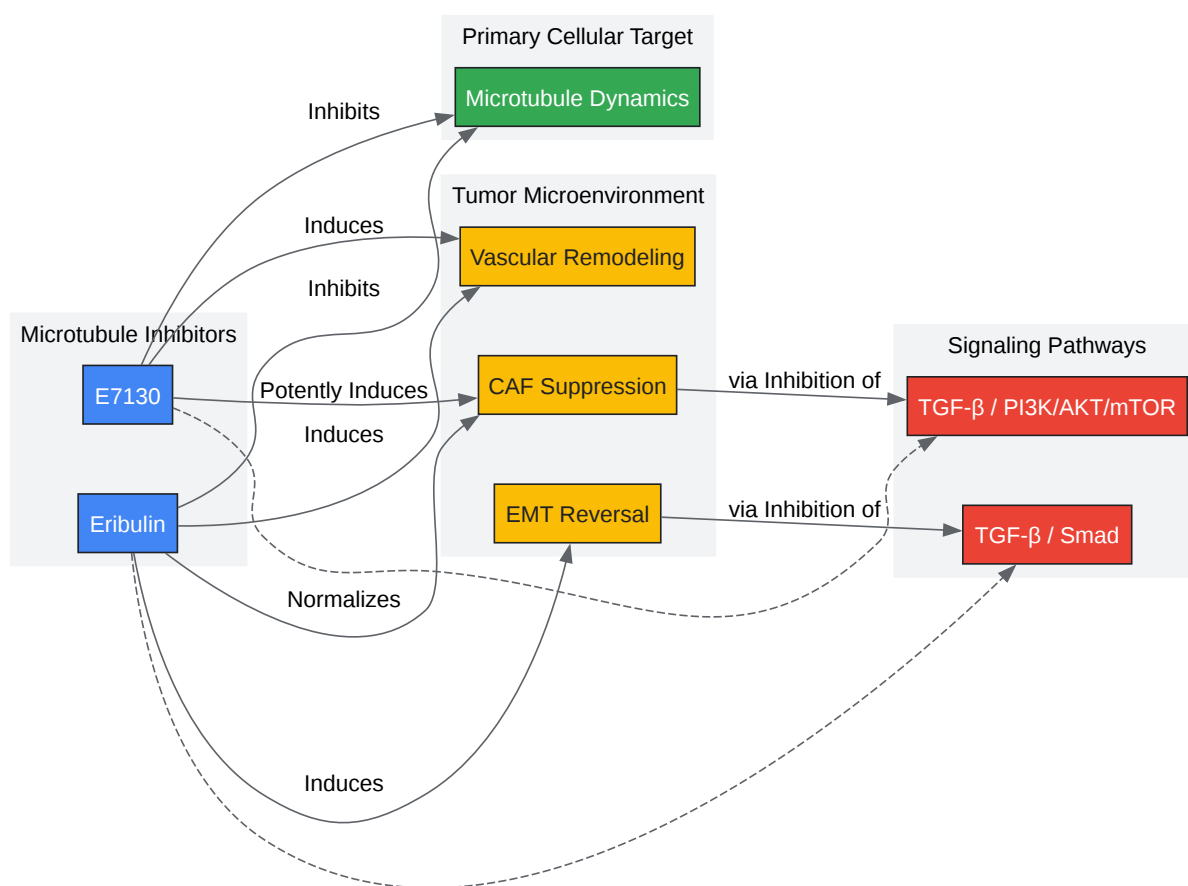 Primary Cellular Target
Microtubule Dynamics
Inhibits
Tumor Microenvironment
Induces
Vascular Remodeling
Inhibits
Microtubule Inhibitors
Signaling Pathways
E7130
Potently Induces
CAF Suppression
via Inhibition of
TGF-β / PI3K/AKT/mTOR
Induces
Eribulin
EMT Reversal
via Inhibition of
TGF-β / Smad
Normalizes
Induces